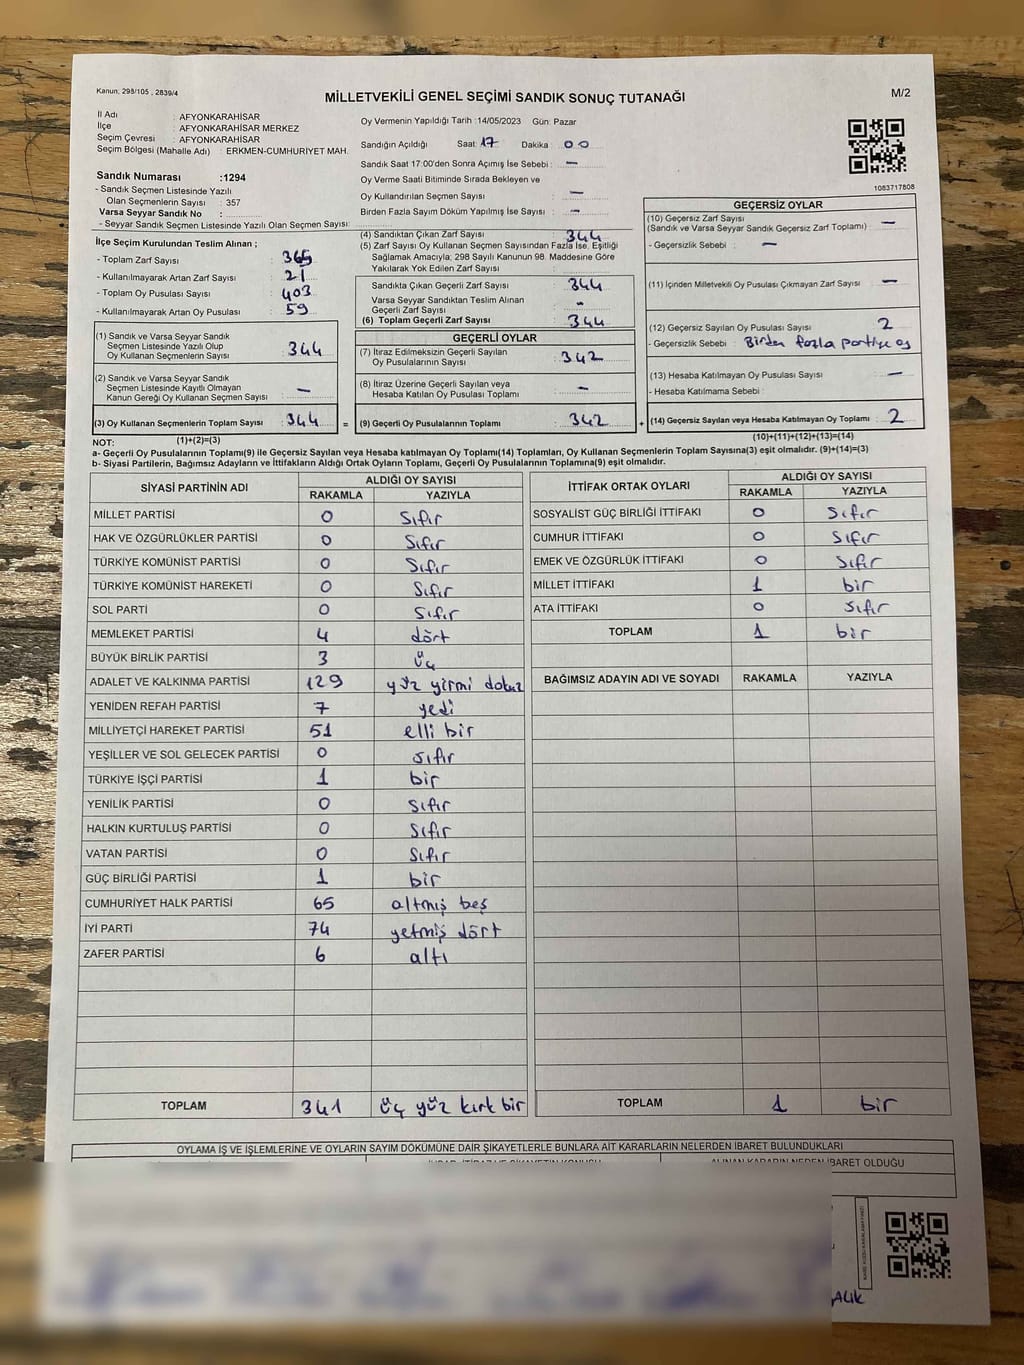 Kanun; 298/105 , 2839/4
MİLLETVEKİLİ GENEL SEÇİMİ SANDIK SONUÇ TUTANAĞI
M/2
İl Adı : AFYONKARAHİSAR
İlçe : AFYONKARAHİSAR MERKEZ
Seçim Çevresi : AFYONKARAHİSAR
Seçim Bölgesi (Mahalle Adı) : ERKMEN-CUMHURİYET MAH.
Sandık Numarası :1294
- Sandık Seçmen Listesinde Yazılı
Olan Seçmenlerin Sayısı : 357
Varsa Seyyar Sandık No :
- Seyyar Sandık Seçmen Listesinde Yazılı Olan Seçmen Sayısı:
Oy Vermenin Yapıldığı Tarih :14/05/2023 Gün: Pazar
Sandığın Açıldığı Saat: 17 Dakika : 00
Sandık Saat 17:00'den Sonra Açımış İse Sebebi : —
Oy Verme Saati Bitiminde Sırada Bekleyen ve
Oy Kullandırılan Seçmen Sayısı : —
Birden Fazla Sayım Döküm Yapılmış İse Sayısı : —
1083717808
İlçe Seçim Kurulundan Teslim Alınan ;
- Toplam Zarf Sayısı : 365
- Kullanılmayarak Artan Zarf Sayısı : 21
- Toplam Oy Pusulası Sayısı : 403
- Kullanılmayarak Artan Oy Pusulası : 59
(4) Sandıktan Çıkan Zarf Sayısı : 344
(5) Zarf Sayısı Oy Kullanan Seçmen Sayısından Fazla İse, Eşitliği
Sağlamak Amacıyla; 298 Sayılı Kanunun 98. Maddesine Göre
Yakılarak Yok Edilen Zarf Sayısı :
Sandıkta Çıkan Geçerli Zarf Sayısı : 344
Varsa Seyyar Sandıktan Teslim Alınan
Geçerli Zarf Sayısı : -
(6) Toplam Geçerli Zarf Sayısı : 344
GEÇERSİZ OYLAR
(10) Geçersiz Zarf Sayısı
(Sandık ve Varsa Seyyar Sandık Geçersiz Zarf Toplamı) : —
- Geçersizlik Sebebi : —
(11) İçinden Milletvekili Oy Pusulası Çıkmayan Zarf Sayısı : —
(12) Geçersiz Sayılan Oy Pusulası Sayısı : 2
- Geçersizlik Sebebi : Birden fazla partiye oy
(13) Hesaba Katılmayan Oy Pusulası Sayısı : —
- Hesaba Katılmama Sebebi :
(14) Geçersiz Sayılan veya Hesaba Katılmayan Oy Toplamı : 2
(10)+(11)+(12)+(13)=(14)
(1) Sandık ve Varsa Seyyar Sandık
Seçmen Listesinde Yazılı Olup
Oy Kullanan Seçmenlerin Sayısı : 344
(2) Sandık ve Varsa Seyyar Sandık
Seçmen Listesinde Kayıtlı Olmayan
Kanun Gereği Oy Kullanan Seçmen Sayısı : —
(3) Oy Kullanan Seçmenlerin Toplam Sayısı : 344 =
(1)+(2)=(3)
GEÇERLİ OYLAR
(7) İtiraz Edilmeksizin Geçerli Sayılan
Oy Pusulalarının Sayısı : 342
(8) İtiraz Üzerine Geçerli Sayılan veya
Hesaba Katılan Oy Pusulası Toplamı : —
(9) Geçerli Oy Pusulalarının Toplamı : 342 +
NOT:
a- Geçerli Oy Pusulalarının Toplamı(9) ile Geçersiz Sayılan veya Hesaba katılmayan Oy Toplamı(14) Toplamları, Oy Kullanan Seçmenlerin Toplam Sayısına(3) eşit olmalıdır. (9)+(14)=(3)
b- Siyasi Partilerin, Bağımsız Adayların ve İttifakların Aldığı Ortak Oyların Toplamı, Geçerli Oy Pusulalarının Toplamına(9) eşit olmalıdır.
SİYASİ PARTİNİN ADI ALDIĞI OY SAYISI
RAKAMLA YAZIYLA
MİLLET PARTİSİ 0 Sıfır
HAK VE ÖZGÜRLÜKLER PARTİSİ 0 Sıfır
TÜRKİYE KOMÜNİST PARTİSİ 0 Sıfır
TÜRKİYE KOMÜNİST HAREKETİ 0 Sıfır
SOL PARTİ 0 Sıfır
MEMLEKET PARTİSİ 4 dört
BÜYÜK BİRLİK PARTİSİ 3 üç
ADALET VE KALKINMA PARTİSİ 129 yüz yirmi dokuz
YENİDEN REFAH PARTİSİ 7 yedi
MİLLİYETÇİ HAREKET PARTİSİ 51 elli bir
YEŞİLLER VE SOL GELECEK PARTİSİ 0 sıfır
TÜRKİYE İŞÇİ PARTİSİ 1 bir
YENİLİK PARTİSİ 0 Sıfır
HALKIN KURTULUŞ PARTİSİ 0 Sıfır
VATAN PARTİSİ 0 Sıfır
GÜÇ BİRLİĞİ PARTİSİ 1 bir
CUMHURİYET HALK PARTİSİ 65 altmış beş
İYİ PARTİ 74 yetmiş dört
ZAFER PARTİSİ 6 altı
TOPLAM 341 üç yüz kırk bir
İTTİFAK ORTAK OYLARI ALDIĞI OY SAYISI
RAKAMLA YAZIYLA
SOSYALIST GÜÇ BİRLİĞİ İTTİFAKI 0 Sıfır
CUMHUR İTTİFAKI 0 Sıfır
EMEK VE ÖZGÜRLÜK İTTİFAKI 0 Sıfır
MİLLET İTTİFAKI 1 bir
ATA İTTİFAKI 0 sıfır
TOPLAM 1 bir
BAĞIMSIZ ADAYIN ADI VE SOYADI RAKAMLA YAZIYLA
TOPLAM 1 bir
OYLAMA İŞ VE İŞLEMLERİNE VE OYLARIN SAYIM DÖKÜMÜNE DAİR ŞİKAYETLERLE BUNLARA AİT KARARLARIN NELERDEN İBARET BULUNDUKLARI
ALINAN KARARIN NEDEN İBARET OLDUĞU